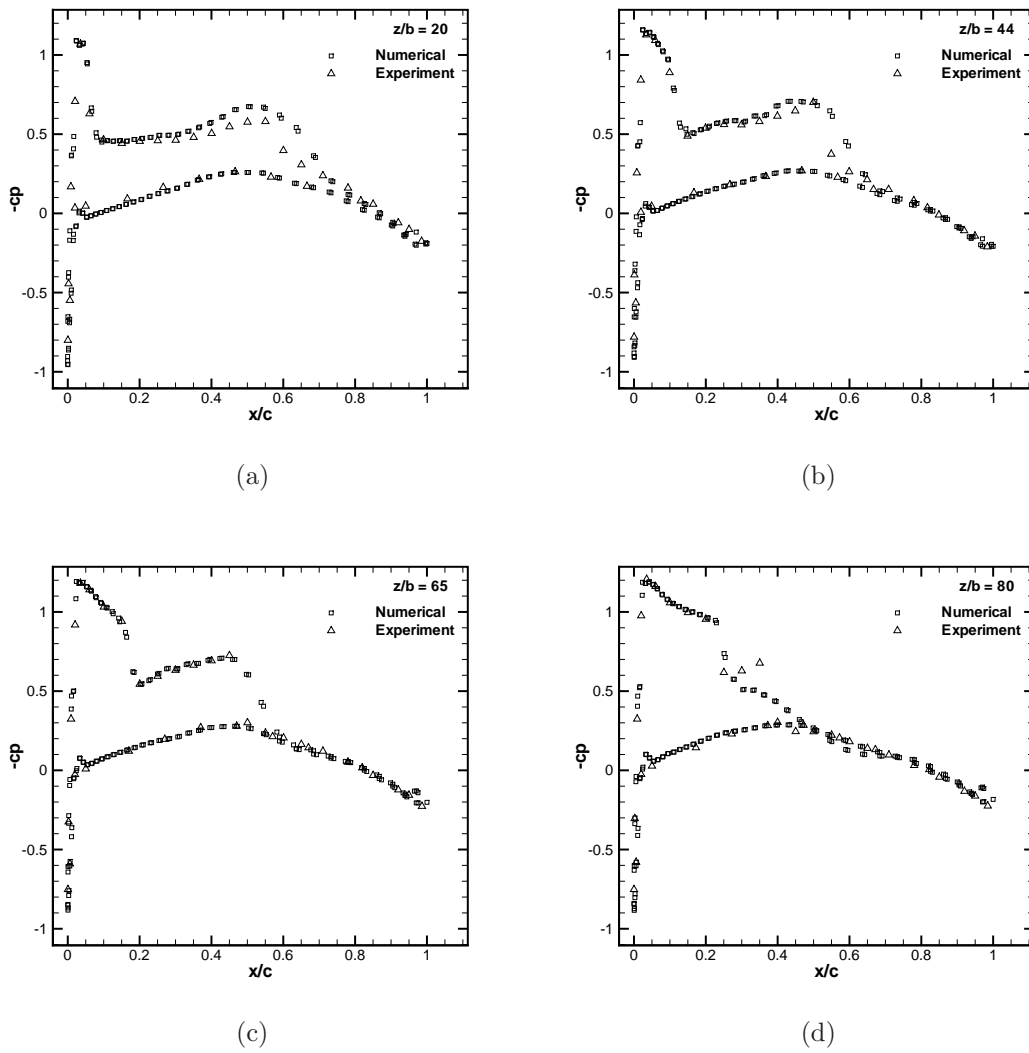 z/b = 20
Numerical
Experiment
1
0.5
0
-0.5
-1
-cp
0 0.2 0.4 0.6 0.8 1
x/c
(a)
z/b = 44
Numerical
Experiment
1
0.5
0
-0.5
-1
-cp
0 0.2 0.4 0.6 0.8 1
x/c
(b)
z/b = 65
Numerical
Experiment
1
0.5
0
-0.5
-1
-cp
0 0.2 0.4 0.6 0.8 1
x/c
(c)
z/b = 80
Numerical
Experiment
1
0.5
0
-0.5
-1
-cp
0 0.2 0.4 0.6 0.8 1
x/c
(d)